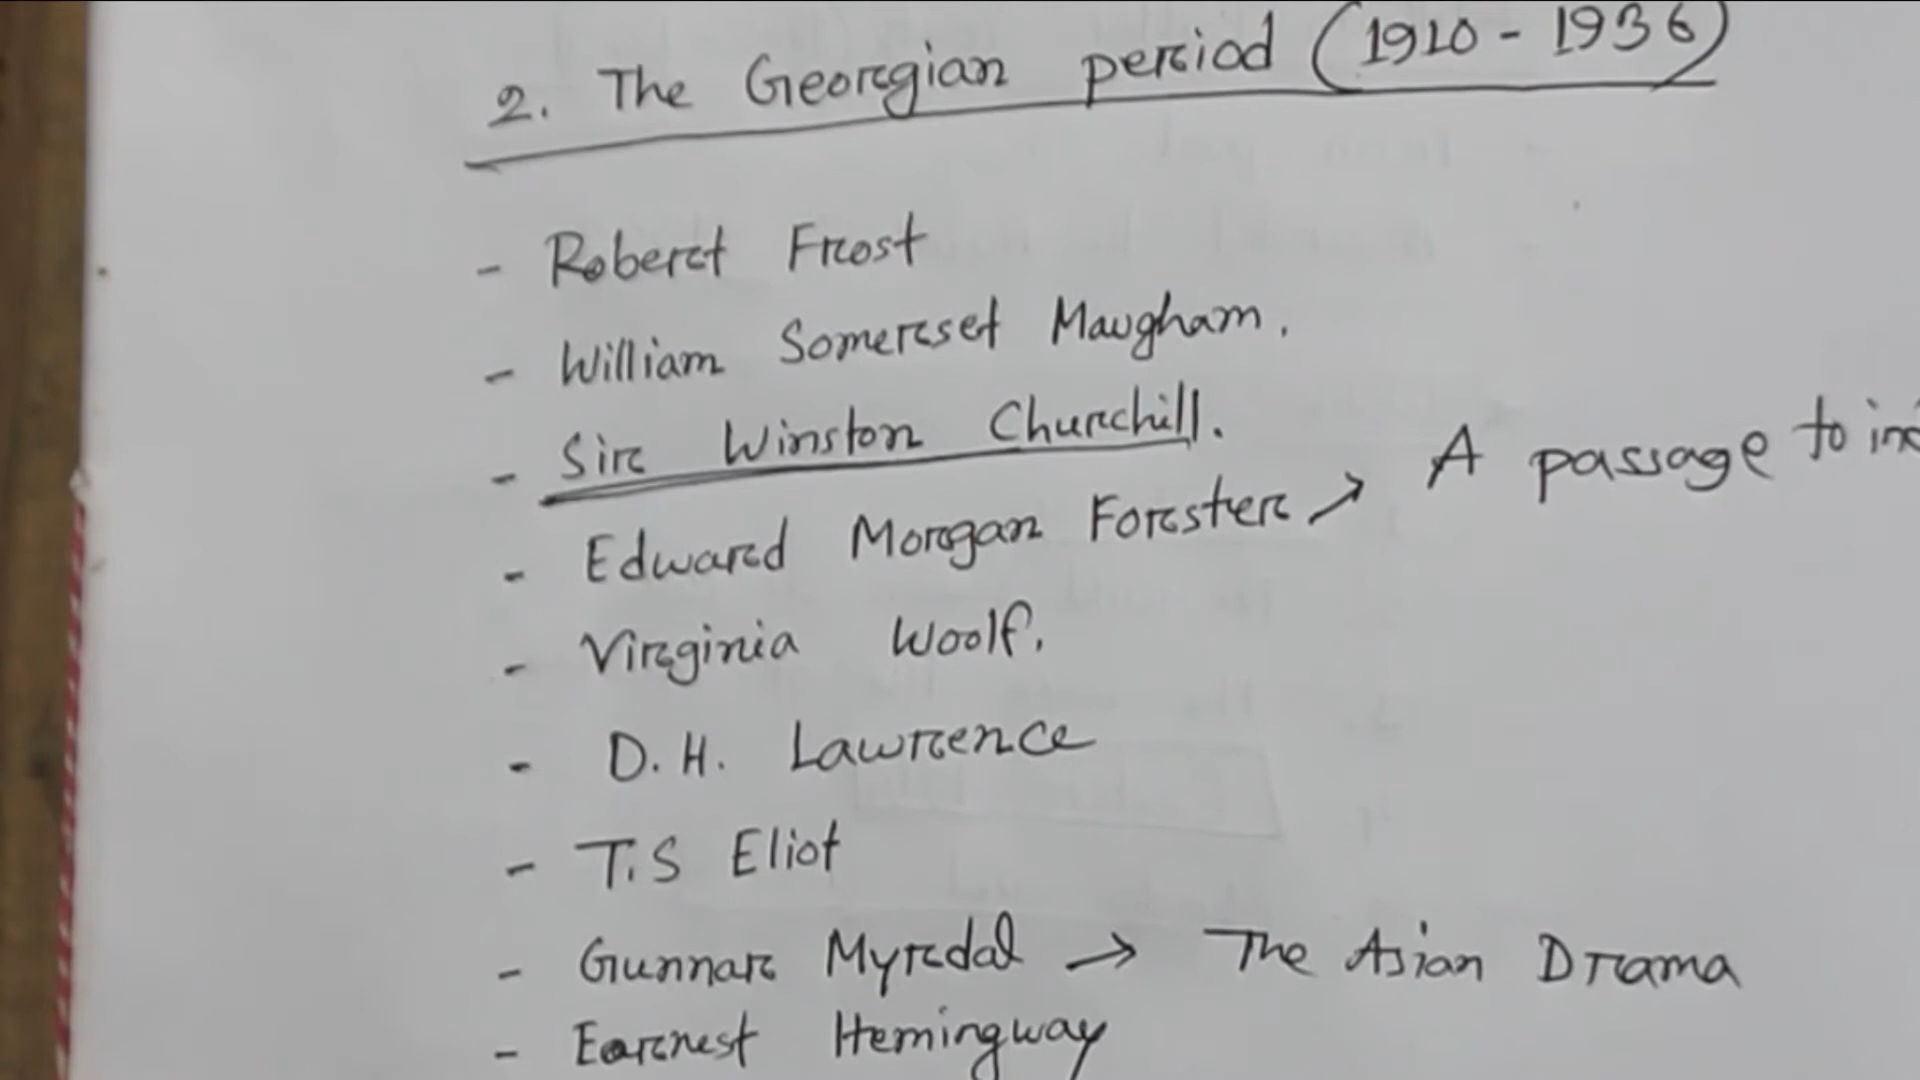 2. The Georgian period (1910 - 1936)
- Robert Frost
- William Somerset Maugham.
- Sir Winston Churchill.
- Edward Morgan Forster → A passage to
- Virginia Woolf.
- D. H. Lawrence
- T.S Eliot
- Gunnar Myrdal → The Asian Drama
- Earnest Hemingway